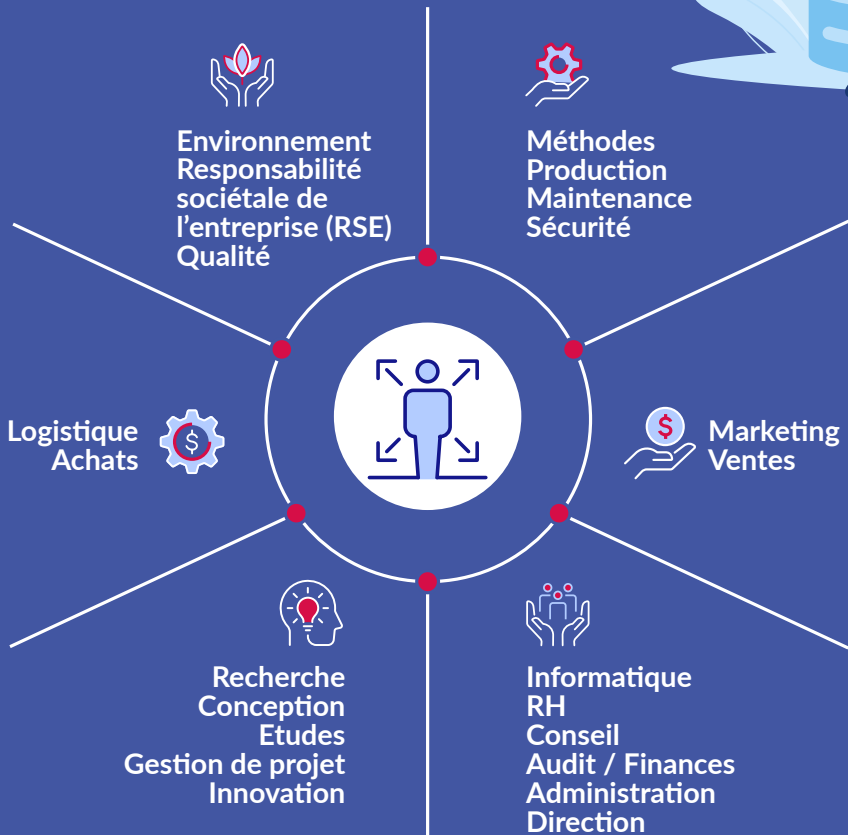 Environnement
Responsabilité
sociétale de
l’entreprise (RSE)
Qualité
Méthodes
Production
Maintenance
Sécurité
Logistique
Achats
$
$
Marketing
Ventes
Recherche
Conception
Etudes
Gestion de projet
Innovation
Informatique
RH
Conseil
Audit / Finances
Administration
Direction